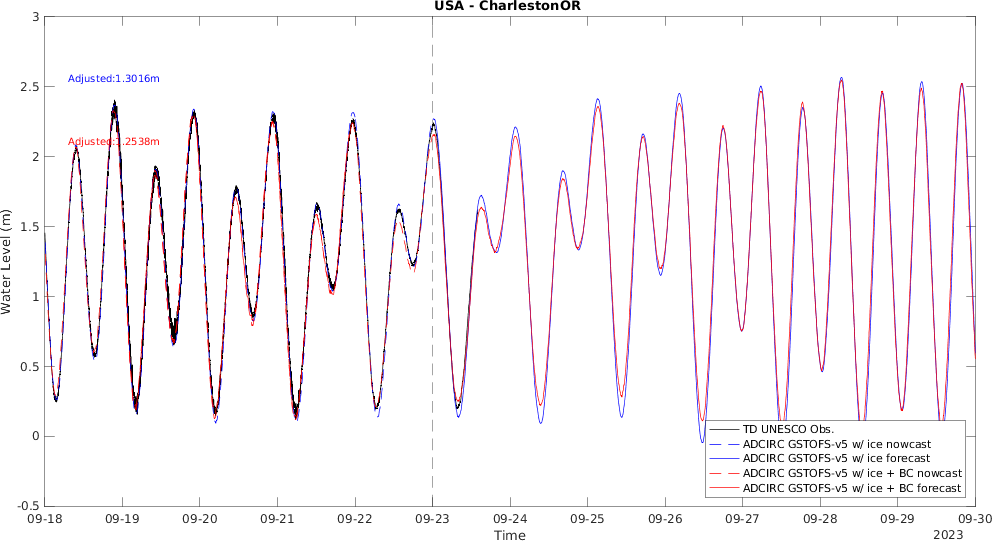 USA - CharlestonOR
3
2.5
2
1.5
1
0.5
0
-0.5
Water Level (m)
Adjusted:1.3016m
Adjusted:1.2538m
TD UNESCO Obs.
ADCIRC GSTOFS-v5 w/ ice nowcast
ADCIRC GSTOFS-v5 w/ ice forecast
ADCIRC GSTOFS-v5 w/ ice + BC nowcast
ADCIRC GSTOFS-v5 w/ ice + BC forecast
09-18 09-19 09-20 09-21 09-22 09-23 09-24 09-25 09-26 09-27 09-28 09-29 09-30
Time
2023